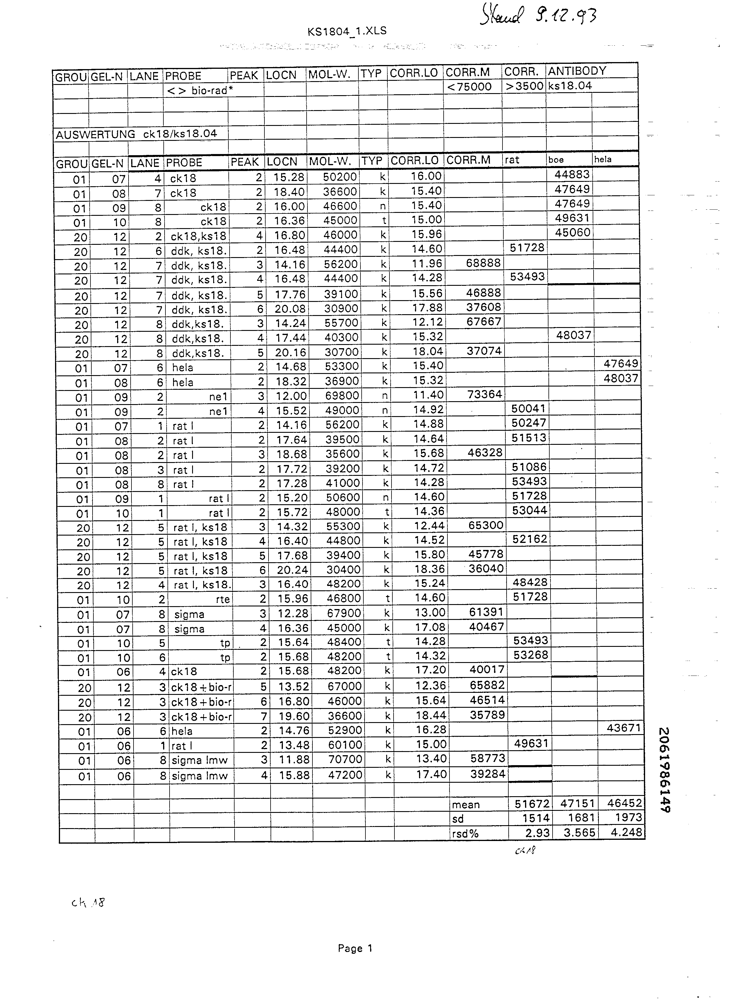 Stand 9.12.93
KS1804_1.XLS
GROU GEL-N LANE PROBE PEAK LOCN MOL-W. TYP CORR.LO CORR.M CORR. ANTIBODY
< > bio-rad* <75000 >3500 ks18.04
AUSWERTUNG ck18/ks18.04
GROU GEL-N LANE PROBE PEAK LOCN MOL-W. TYP CORR.LO CORR.M rat boe hela
01 07 4 ck18 2 15.28 50200 k 16.00 44883
01 08 7 ck18 2 18.40 36600 k 15.40 47649
01 09 8 ck18 2 16.00 46600 n 15.40 47649
01 10 8 ck18 2 16.36 45000 t 15.00 49631
20 12 2 ck18,ks18 4 16.80 46000 k 15.96 45060
20 12 6 ddk, ks18. 2 16.48 44400 k 14.60 51728
20 12 7 ddk, ks18. 3 14.16 56200 k 11.96 68888
20 12 7 ddk, ks18. 4 16.48 44400 k 14.28 53493
20 12 7 ddk, ks18. 5 17.76 39100 k 15.56 46888
20 12 7 ddk, ks18. 6 20.08 30900 k 17.88 37608
20 12 8 ddk,ks18. 3 14.24 55700 k 12.12 67667
20 12 8 ddk,ks18. 4 17.44 40300 k 15.32 48037
20 12 8 ddk,ks18. 5 20.16 30700 k 18.04 37074
01 07 6 hela 2 14.68 53300 k 15.40 47649
01 08 6 hela 2 18.32 36900 k 15.32 48037
01 09 2 ne1 3 12.00 69800 n 11.40 73364
01 09 2 ne1 4 15.52 49000 n 14.92 50041
01 07 1 rat l 2 14.16 56200 k 14.88 50247
01 08 2 rat l 2 17.64 39500 k 14.64 51513
01 08 2 rat l 3 18.68 35600 k 15.68 46328
01 08 3 rat l 2 17.72 39200 k 14.72 51086
01 08 8 rat l 2 17.28 41000 k 14.28 53493
01 09 1 rat l 2 15.20 50600 n 14.60 51728
01 10 1 rat l 2 15.72 48000 t 14.36 53044
20 12 5 rat l, ks18 3 14.32 55300 k 12.44 65300
20 12 5 rat l, ks18 4 16.40 44800 k 14.52 52162
20 12 5 rat l, ks18 5 17.68 39400 k 15.80 45778
20 12 5 rat l, ks18 6 20.24 30400 k 18.36 36040
20 12 4 rat l, ks18. 3 16.40 48200 k 15.24 48428
01 10 2 rte 2 15.96 46800 t 14.60 51728
01 07 8 sigma 3 12.28 67900 k 13.00 61391
01 07 8 sigma 4 16.36 45000 k 17.08 40467
01 10 5 tp 2 15.64 48400 t 14.28 53493
01 10 6 tp 2 15.68 48200 t 14.32 53268
01 06 4 ck18 2 15.68 48200 k 17.20 40017
20 12 3 ck18+bio-r 5 13.52 67000 k 12.36 65882
20 12 3 ck18+bio-r 6 16.80 46000 k 15.64 46514
20 12 3 ck18+bio-r 7 19.60 36600 k 18.44 35789
01 06 6 hela 2 14.76 52900 k 16.28 43671
01 06 1 rat l 2 13.48 60100 k 15.00 49631
01 06 8 sigma lmw 3 11.88 70700 k 13.40 58773
01 06 8 sigma lmw 4 15.88 47200 k 17.40 39284
mean 51672 47151 46452
sd 1514 1681 1973
rsd% 2.93 3.565 4.248
ck18
2061986149
ck 18
Page 1